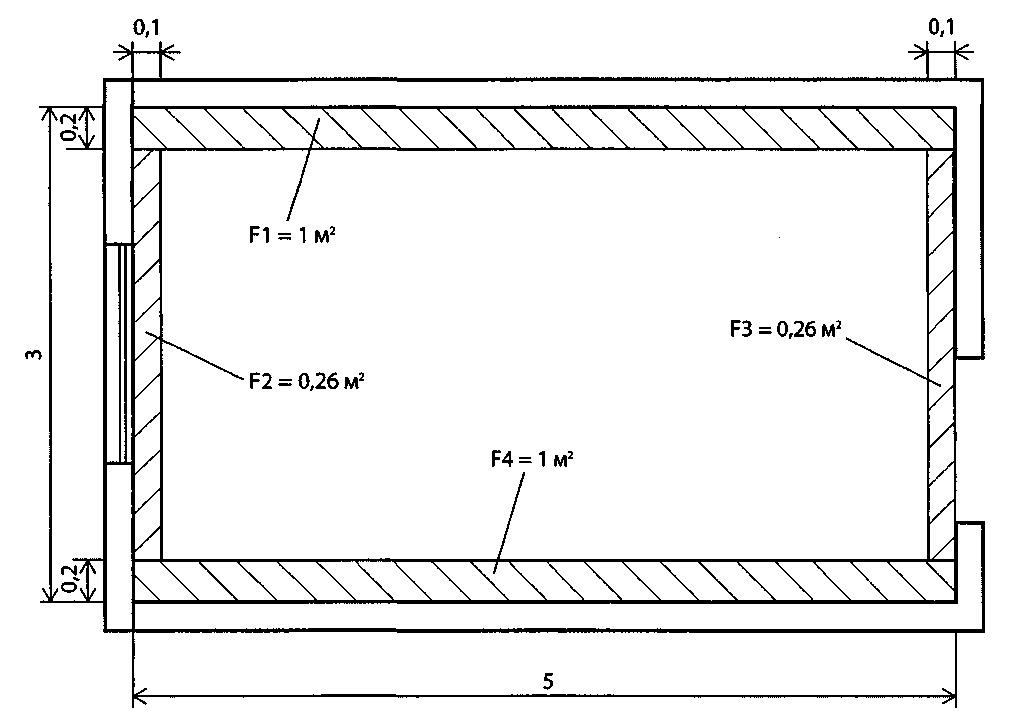 0,1
0,1
0,2
F1 = 1 м²
F3 = 0,26 м²
3
F2 = 0,26 м²
F4 = 1 м²
0,2
5